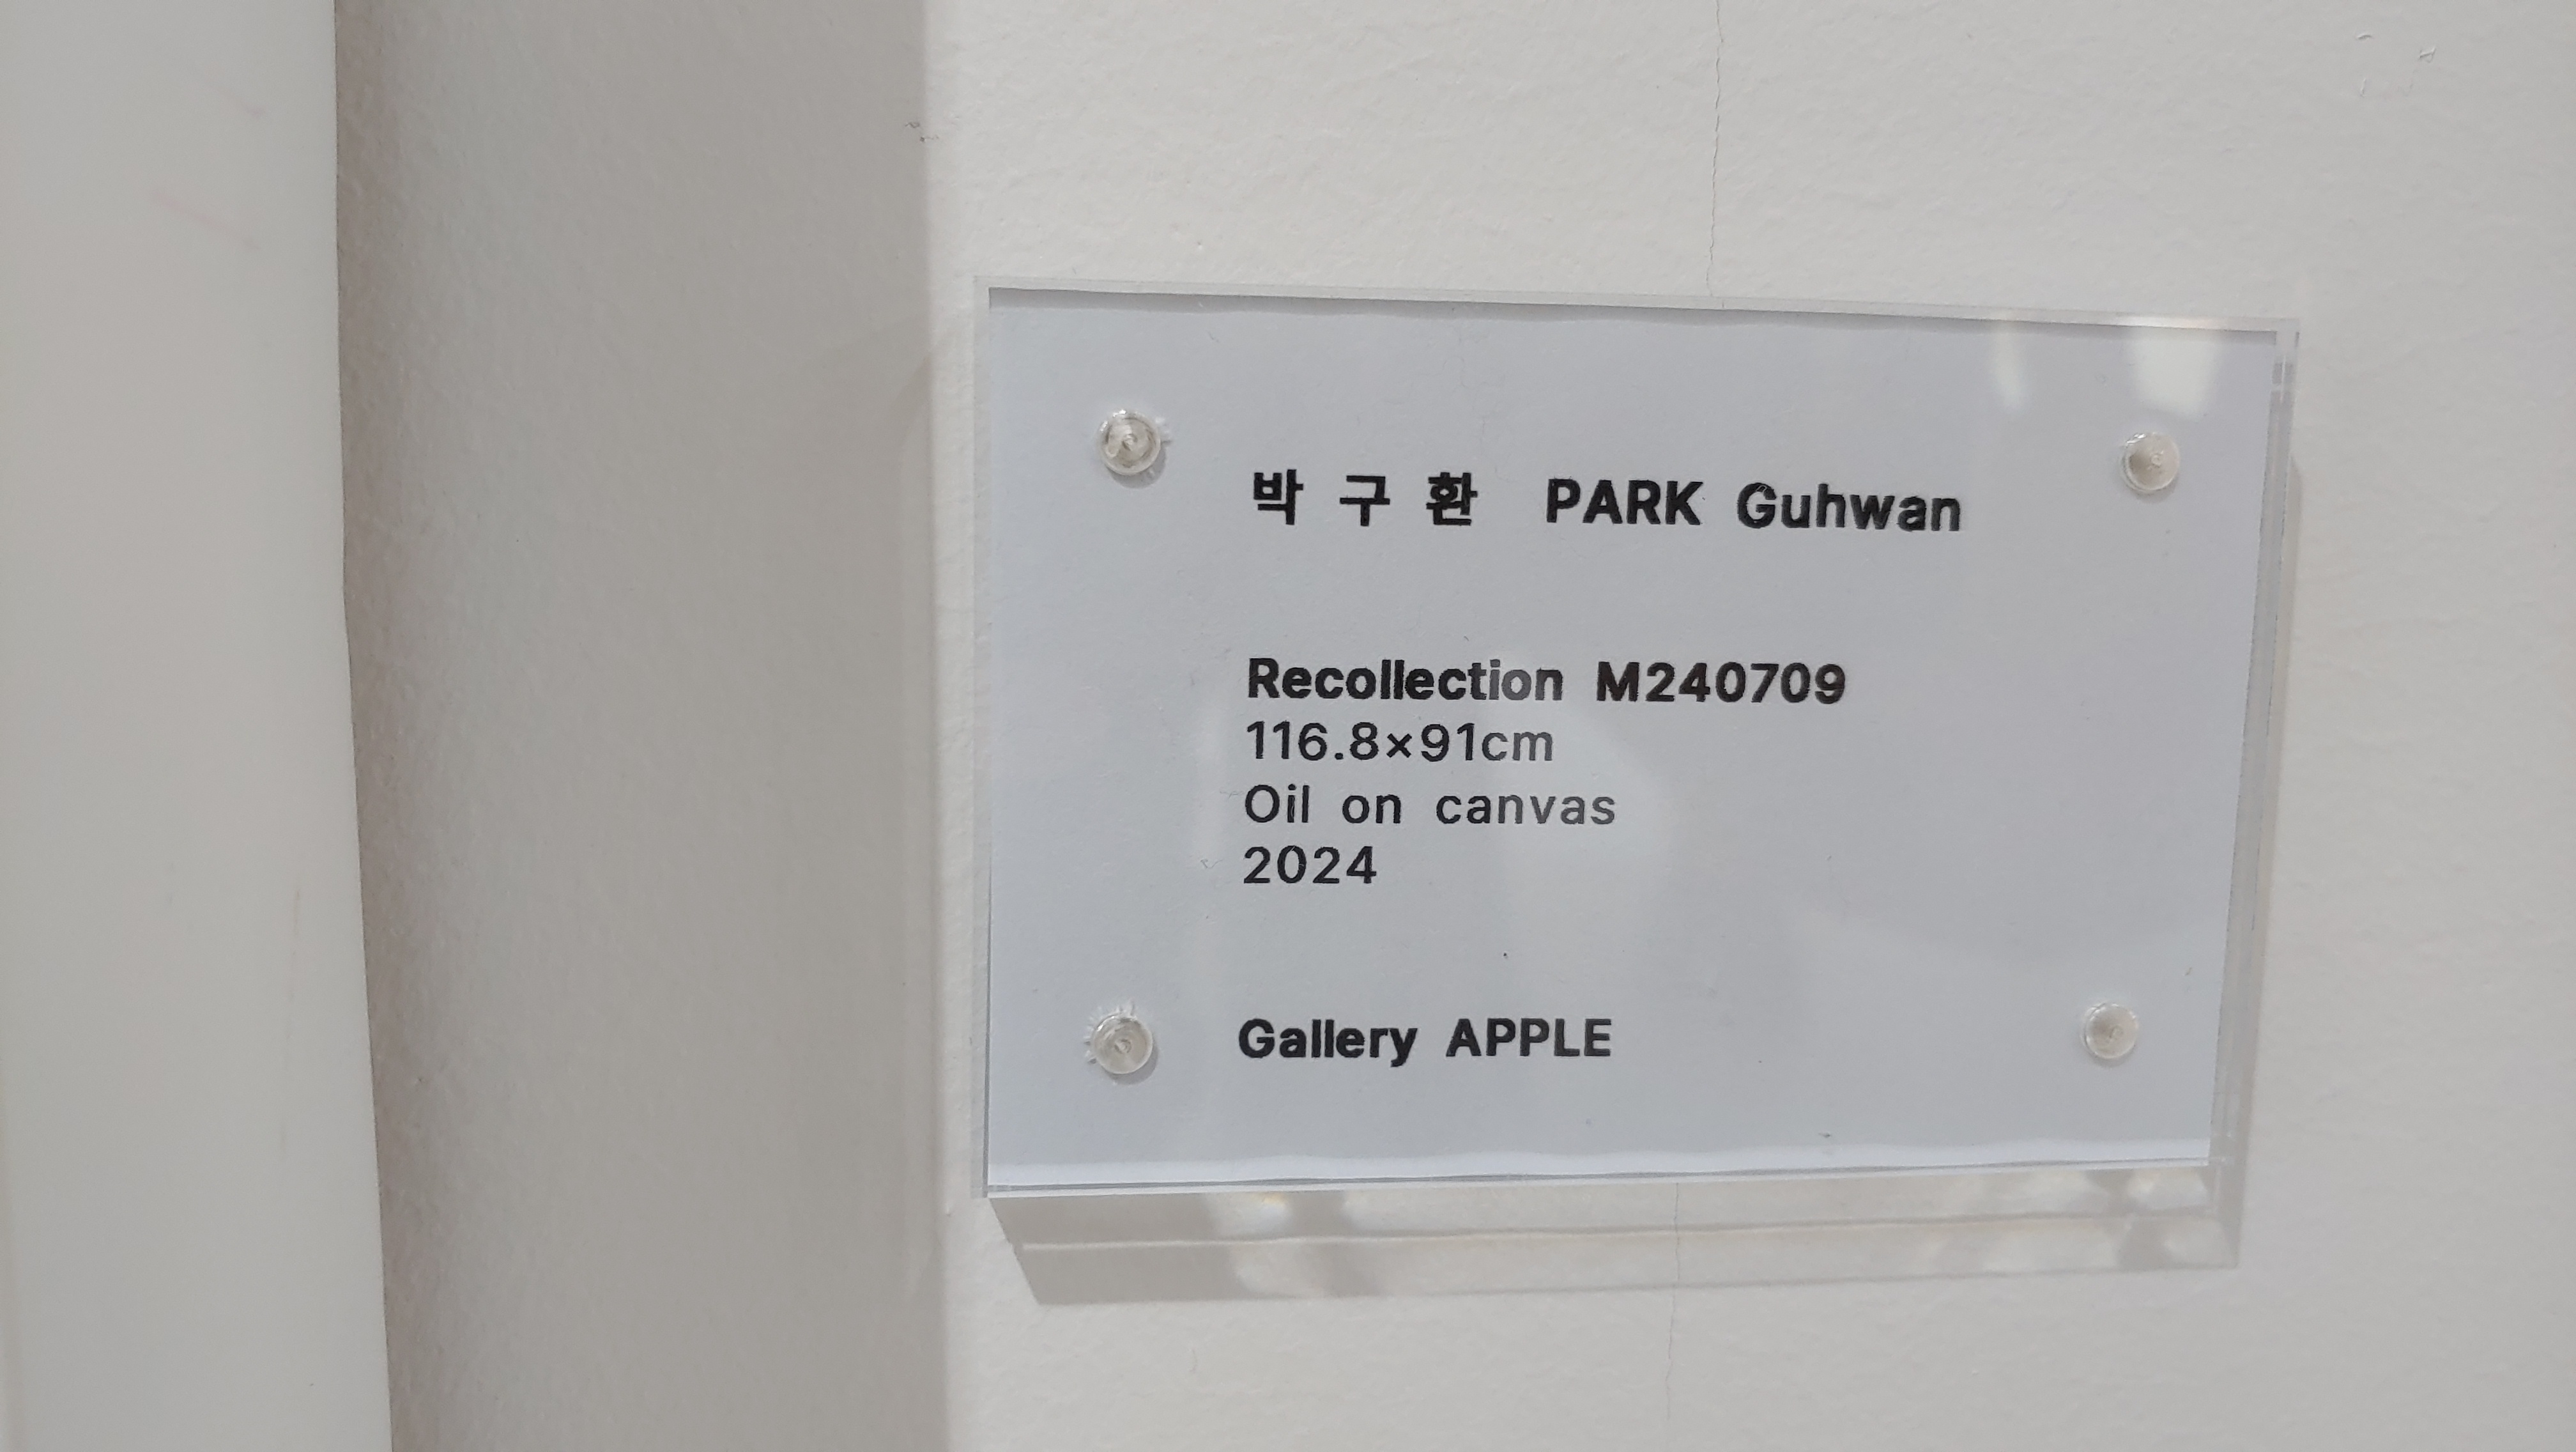 박 구 환 PARK Guhwan
Recollection M240709
116.8×91cm
Oil on canvas
2024
Gallery APPLE